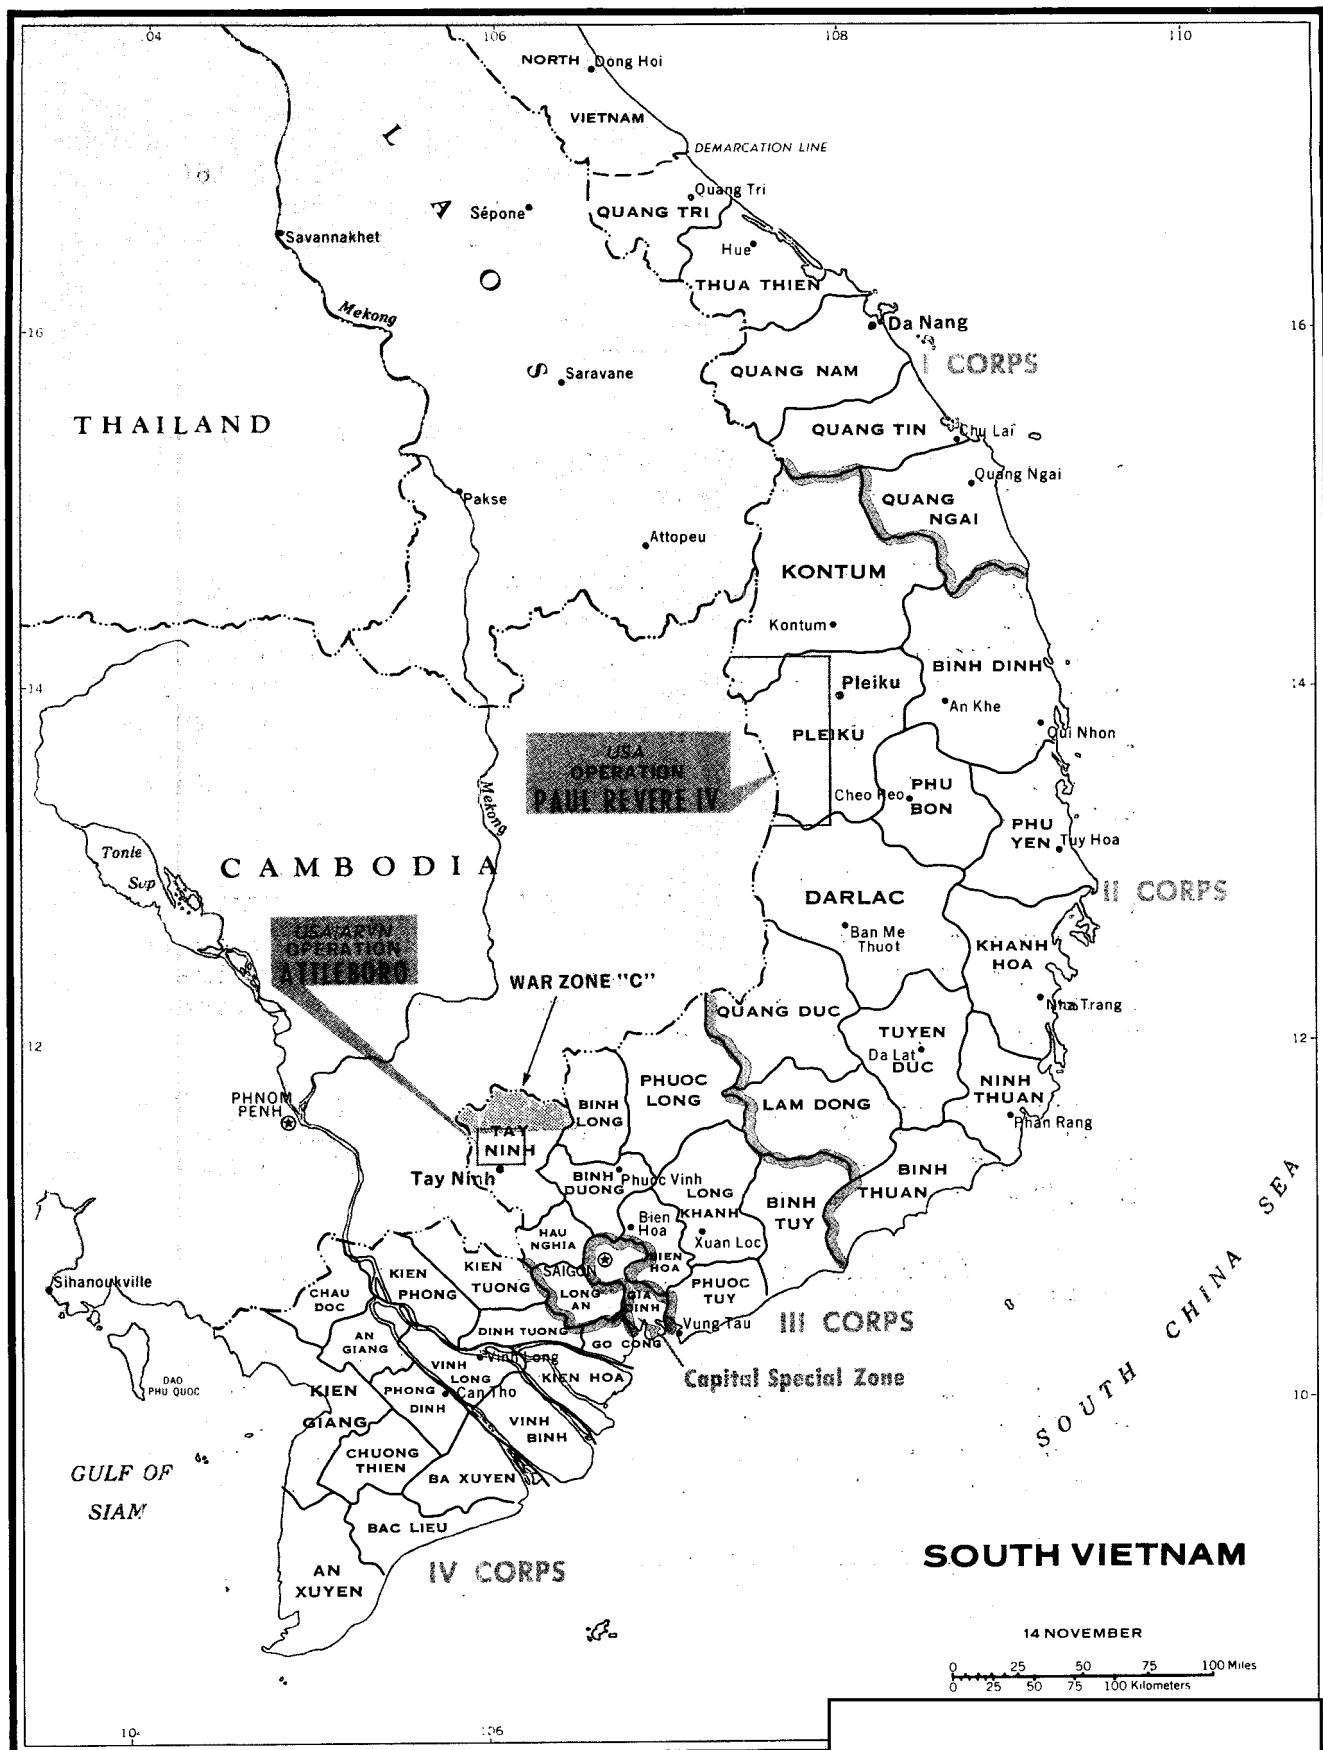 104
106
108
110
NORTH
Dong Hoi
VIETNAM
DEMARCATION LINE
L
A
O
S
Sépone
Savannakhet
Quang Tri
QUANG TRI
Hue
THUA THIEN
Mekong
16
16
Da Nang
I CORPS
Saravane
QUANG NAM
THAILAND
QUANG TIN
Chu Lai
Quang Ngai
QUANG
NGAI
Pakse
Attopeu
KONTUM
Kontum
BINH DINH
14
14
Pleiku
An Khe
Qui Nhon
PLEIKU
USA
OPERATION
PAUL REVERE IV
Mekong
Cheo Reo
PHU
BON
PHU
YEN
Tuy Hoa
Tonle
Sap
CAMBODIA
DARLAC
II CORPS
Ban Me
Thuot
KHANH
HOA
USA/ARVN
OPERATION
ATTLEBORO
WAR ZONE "C"
Nha Trang
QUANG DUC
TUYEN
DUC
Da Lat
12
12
PHNOM
PENH
PHUOC
LONG
NINH
THUAN
BINH
LONG
LAM DONG
Phan Rang
TAY
NINH
Tay Ninh
BINH
DUONG
Phuoc Vinh
LONG
KHANH
BINH
TUY
BINH
THUAN
Bien
Hoa
Xuan Loc
HAU
NGHIA
SAIGON
BIEN
HOA
PHUOC
TUY
Sihanoukville
KIEN
PHONG
KIEN
TUONG
CHAU
DOC
LONG
AN
GIA
DINH
Vung Tau
III CORPS
AN
GIANG
DINH TUONG
GO CONG
Capital Special Zone
VINH
LONG
Vinh Long
KIEN HOA
DAO
PHU QUOC
KIEN
GIANG
PHONG
DINH
Can Tho
VINH
BINH
10
CHUONG
THIEN
BA XUYEN
GULF OF
SIAM
BAC LIEU
AN
XUYEN
IV CORPS
SOUTH CHINA SEA
SOUTH VIETNAM
14 NOVEMBER
0 25 50 75 100 Miles
0 25 50 75 100 Kilometers
104
106